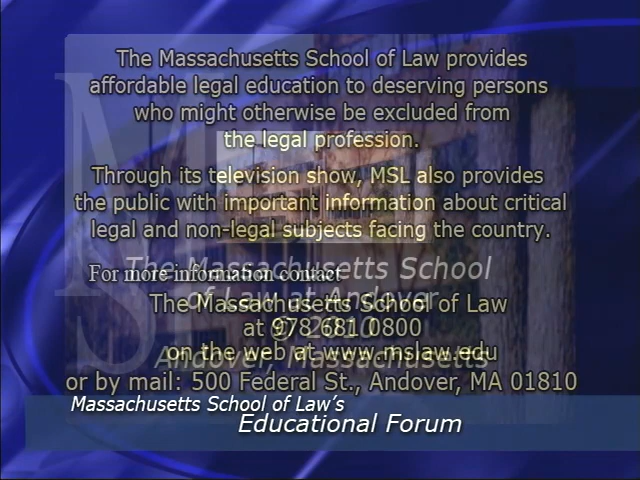 The Massachusetts School of Law provides
affordable legal education to deserving persons
who might otherwise be excluded from
the legal profession.
Through its television show, MSL also provides
the public with important information about critical
legal and non-legal subjects facing the country.
The Massachusetts School
For more information contact
of Law at Andover
The Massachusetts School of Law
© 2010
at 978 681 0800
on the web at www.mslaw.edu
Andover, Massachusetts
or by mail: 500 Federal St., Andover, MA 01810
Massachusetts School of Law's
Educational Forum